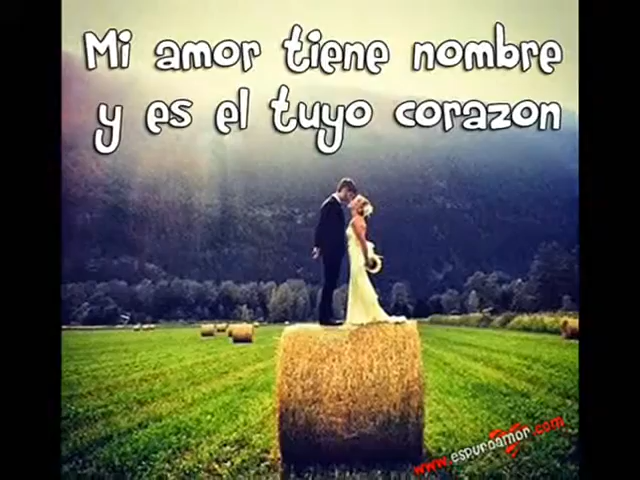 Mi amor tiene nombre
y es el tuyo corazon
www.espuroamor.com